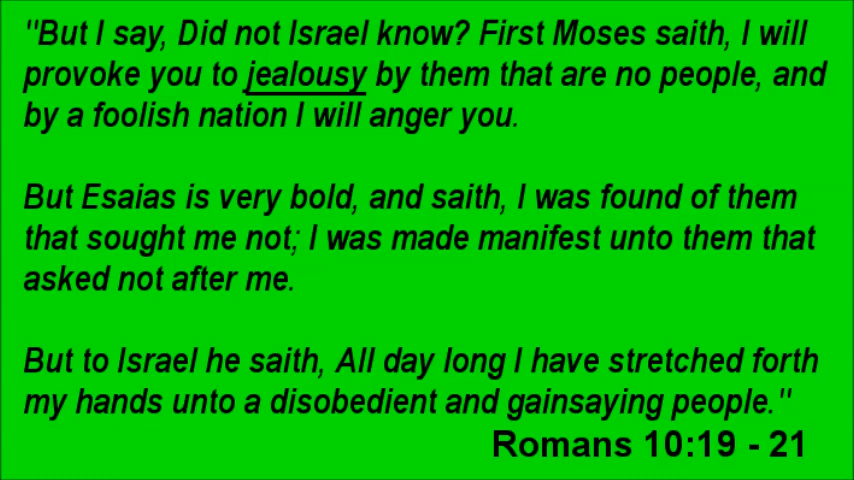 "But I say, Did not Israel know? First Moses saith, I will
provoke you to jealousy by them that are no people, and
by a foolish nation I will anger you.
But Esaias is very bold, and saith, I was found of them
that sought me not; I was made manifest unto them that
asked not after me.
But to Israel he saith, All day long I have stretched forth
my hands unto a disobedient and gainsaying people."
Romans 10:19 - 21